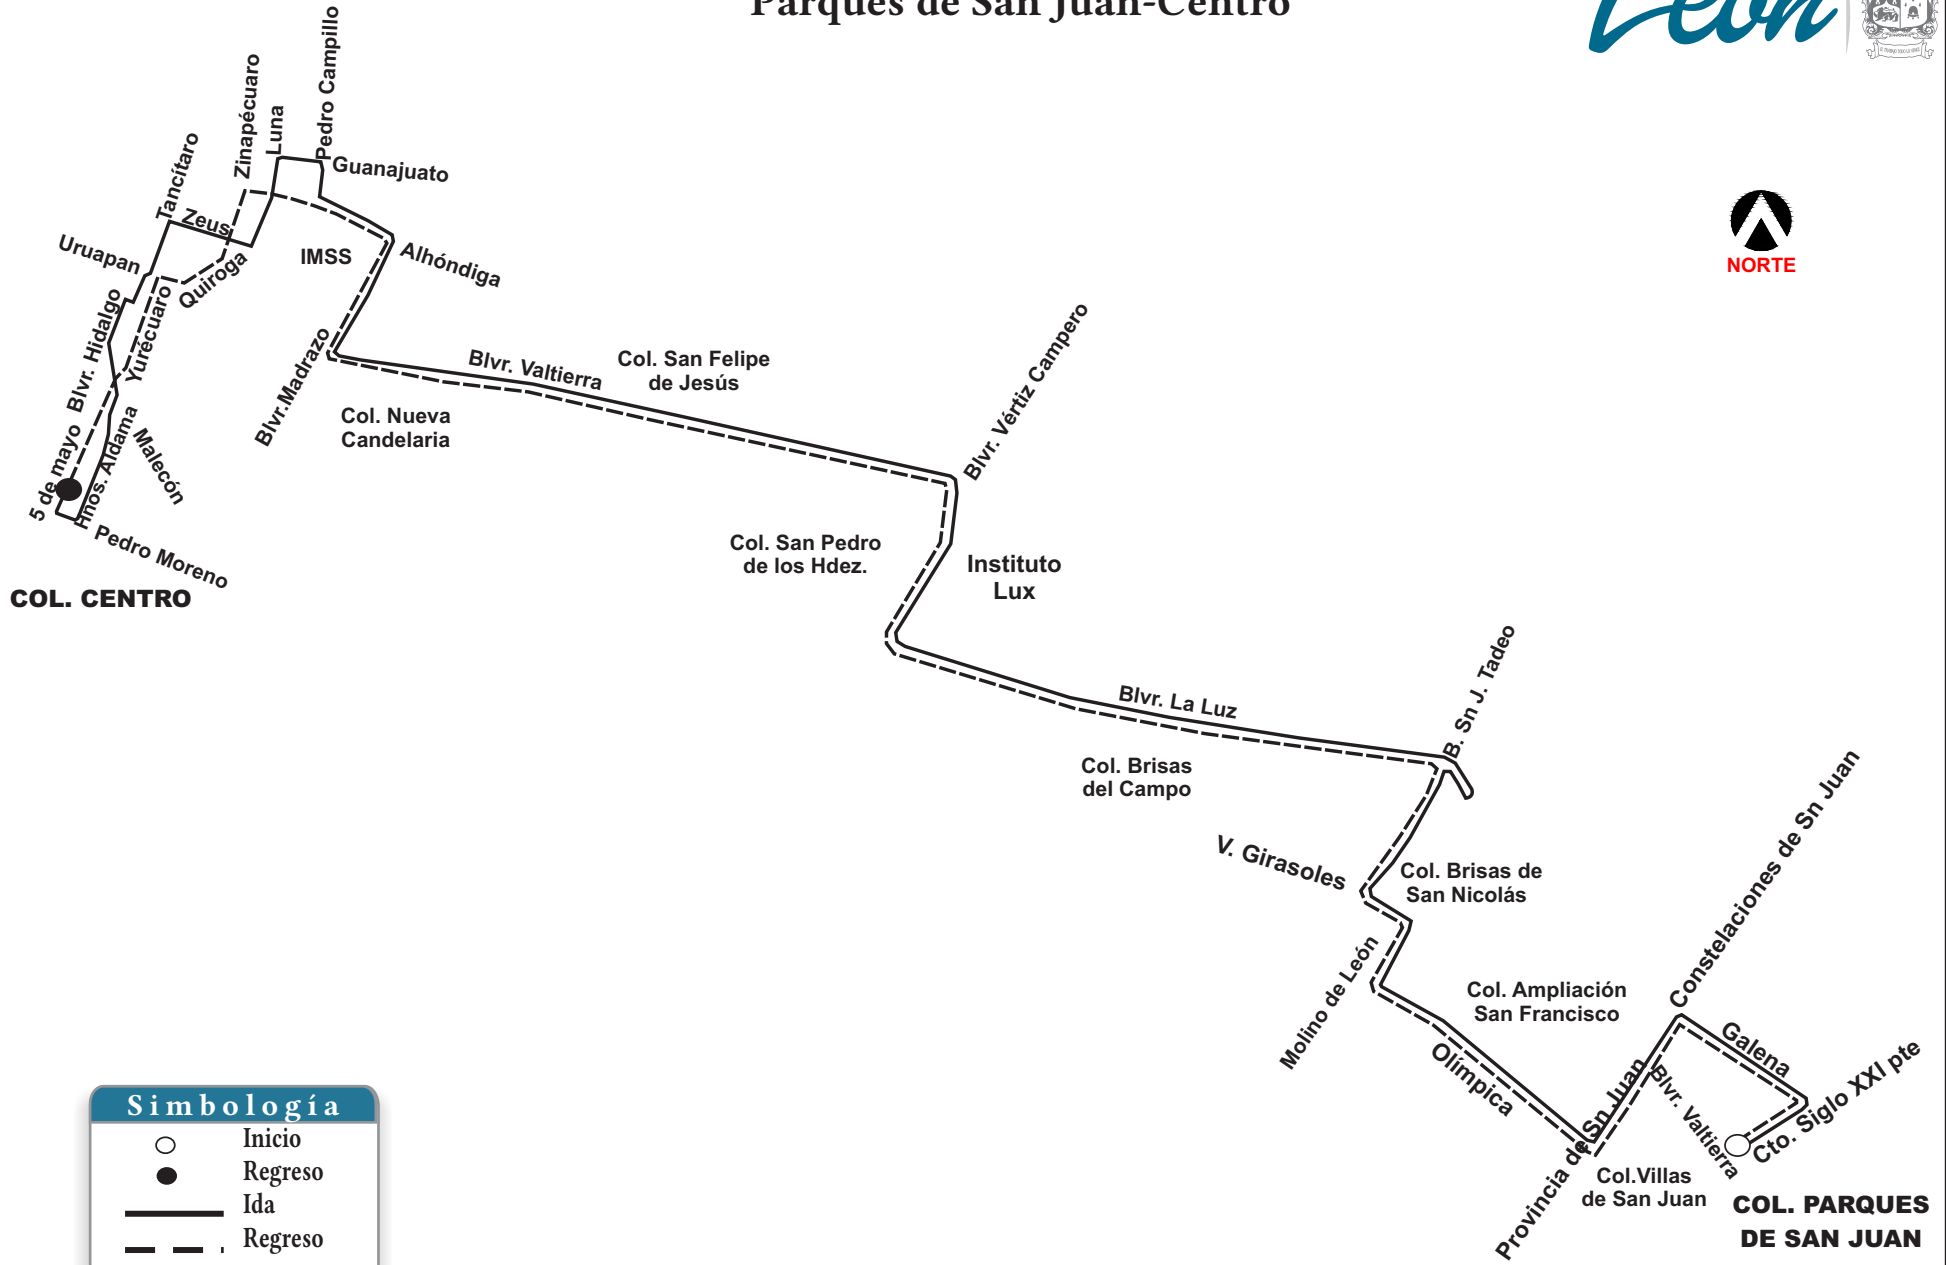 Parques de San Juan-Centro
León
Pedro Campillo
Zinapécuaro
Luna
Guanajuato
Tancítaro
Zeus
Uruapan
IMSS
Alhóndiga
Quiroga
NORTE
Blvr. Hidalgo
Yurécuaro
Blvr.Madrazo
Blvr. Valtierra
Col. San Felipe
de Jesús
Blvr. Vértiz Campero
Col. Nueva
Candelaria
5 de mayo
Hnos. Aldama
Malecón
Pedro Moreno
COL. CENTRO
Col. San Pedro
de los Hdez.
Instituto
Lux
B. Sn J. Tadeo
Blvr. La Luz
Col. Brisas
del Campo
V. Girasoles
Col. Brisas de
San Nicolás
Constelaciones de Sn Juan
Molino de León
Col. Ampliación
San Francisco
Olímpica
Galena
Cto. Siglo XXI pte
Blvr. Valtierra
Provincia de Sn Juan
Col.Villas
de San Juan
COL. PARQUES
DE SAN JUAN
Simbología
Inicio
Regreso
Ida
Regreso